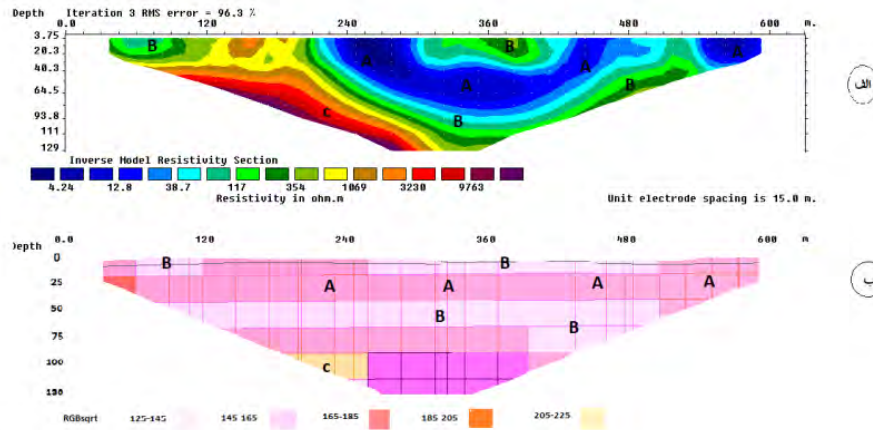 Depth Iteration 3 RMS error = 96.3 %
0.0 120 240 360 480 600 m.
3.75
20.3
40.3
64.5
93.8
111
129
B B A A A A B B c
الف
Inverse Model Resistivity Section
4.24 12.8 38.7 117 354 1069 3230 9763
Resistivity in ohm.m Unit electrode spacing is 15.0 m.
Depth 0.0 120 240 360 480 600 m
0
25
50
75
100
B B
A A A A
B B
c
ب
RGBsqrt 125-145 145 165 165-185 185 205 205-225